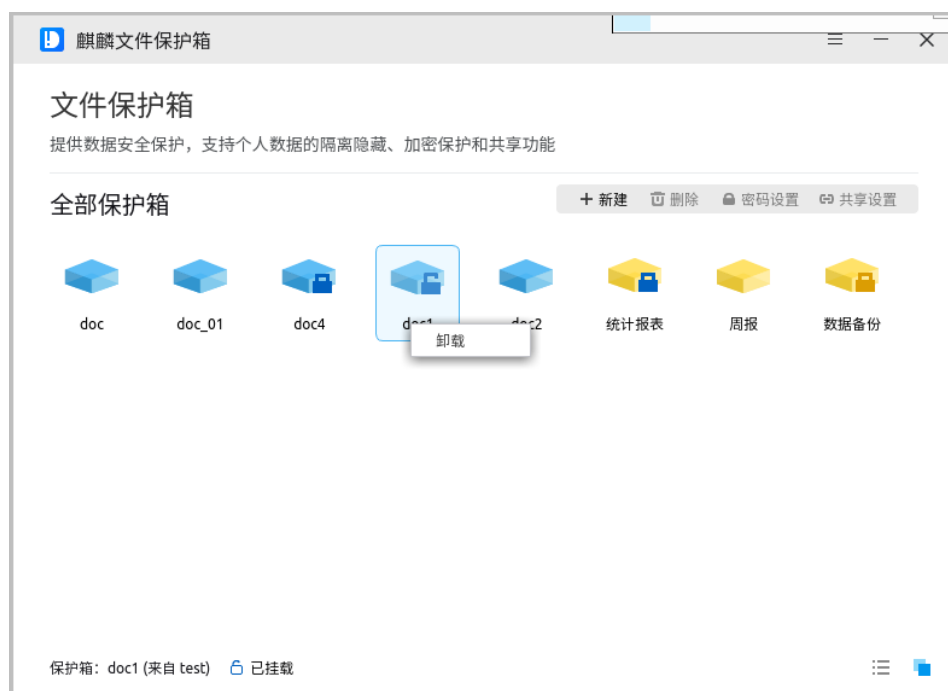 麒麟文件保护箱
文件保护箱
提供数据安全保护，支持个人数据的隔离隐藏、加密保护和共享功能
全部保护箱
新建 删除 密码设置 共享设置
doc doc_01 doc4 doc1 doc2 统计报表 周报 数据备份
卸载
保护箱：doc1 (来自 test) 已挂载